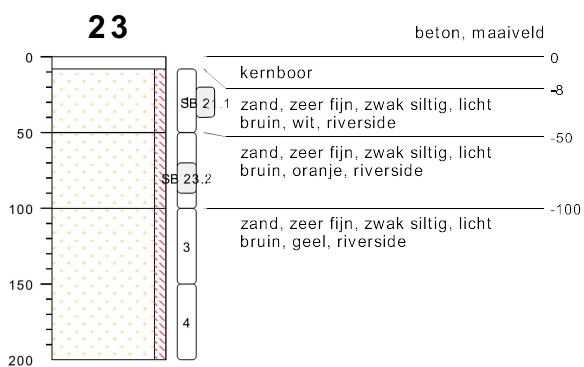 23
beton, maaiveld
0
0
kernboor
-8
SB 21.1
zand, zeer fijn, zwak siltig, licht
bruin, wit, riverside
50
-50
zand, zeer fijn, zwak siltig, licht
bruin, oranje, riverside
SB 23.2
100
-100
zand, zeer fijn, zwak siltig, licht
bruin, geel, riverside
3
150
4
200